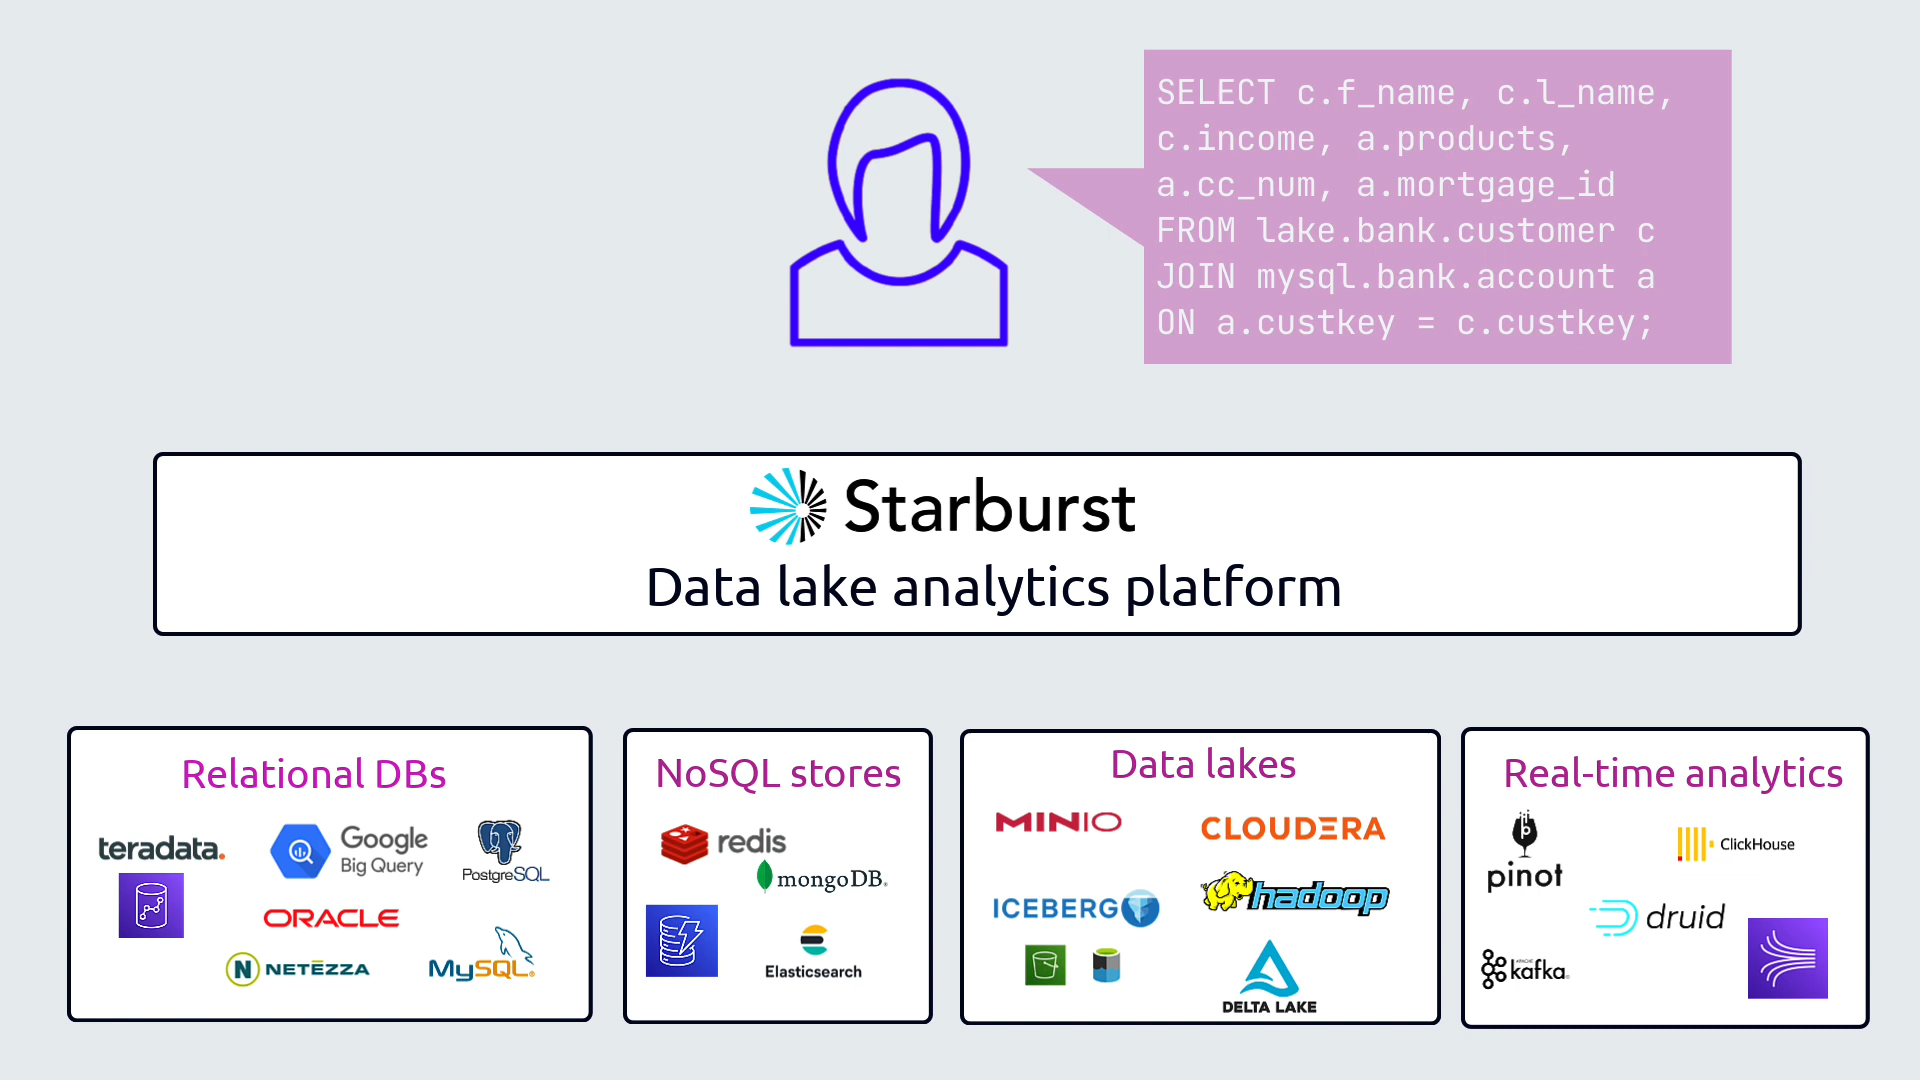 SELECT c.f_name, c.l_name,
c.income, a.products,
a.cc_num, a.mortgage_id
FROM lake.bank.customer c
JOIN mysql.bank.account a
ON a.custkey = c.custkey;
Starburst
Data lake analytics platform
Relational DBs
teradata.
Google
Big Query
PostgreSQL
ORACLE
N NETEZZA
MySQL
NoSQL stores
redis
mongoDB
Elasticsearch
Data lakes
MINIO
CLOUDERA
ICEBERG
hadoop
DELTA LAKE
Real-time analytics
pinot
ClickHouse
druid
APACHE
kafka